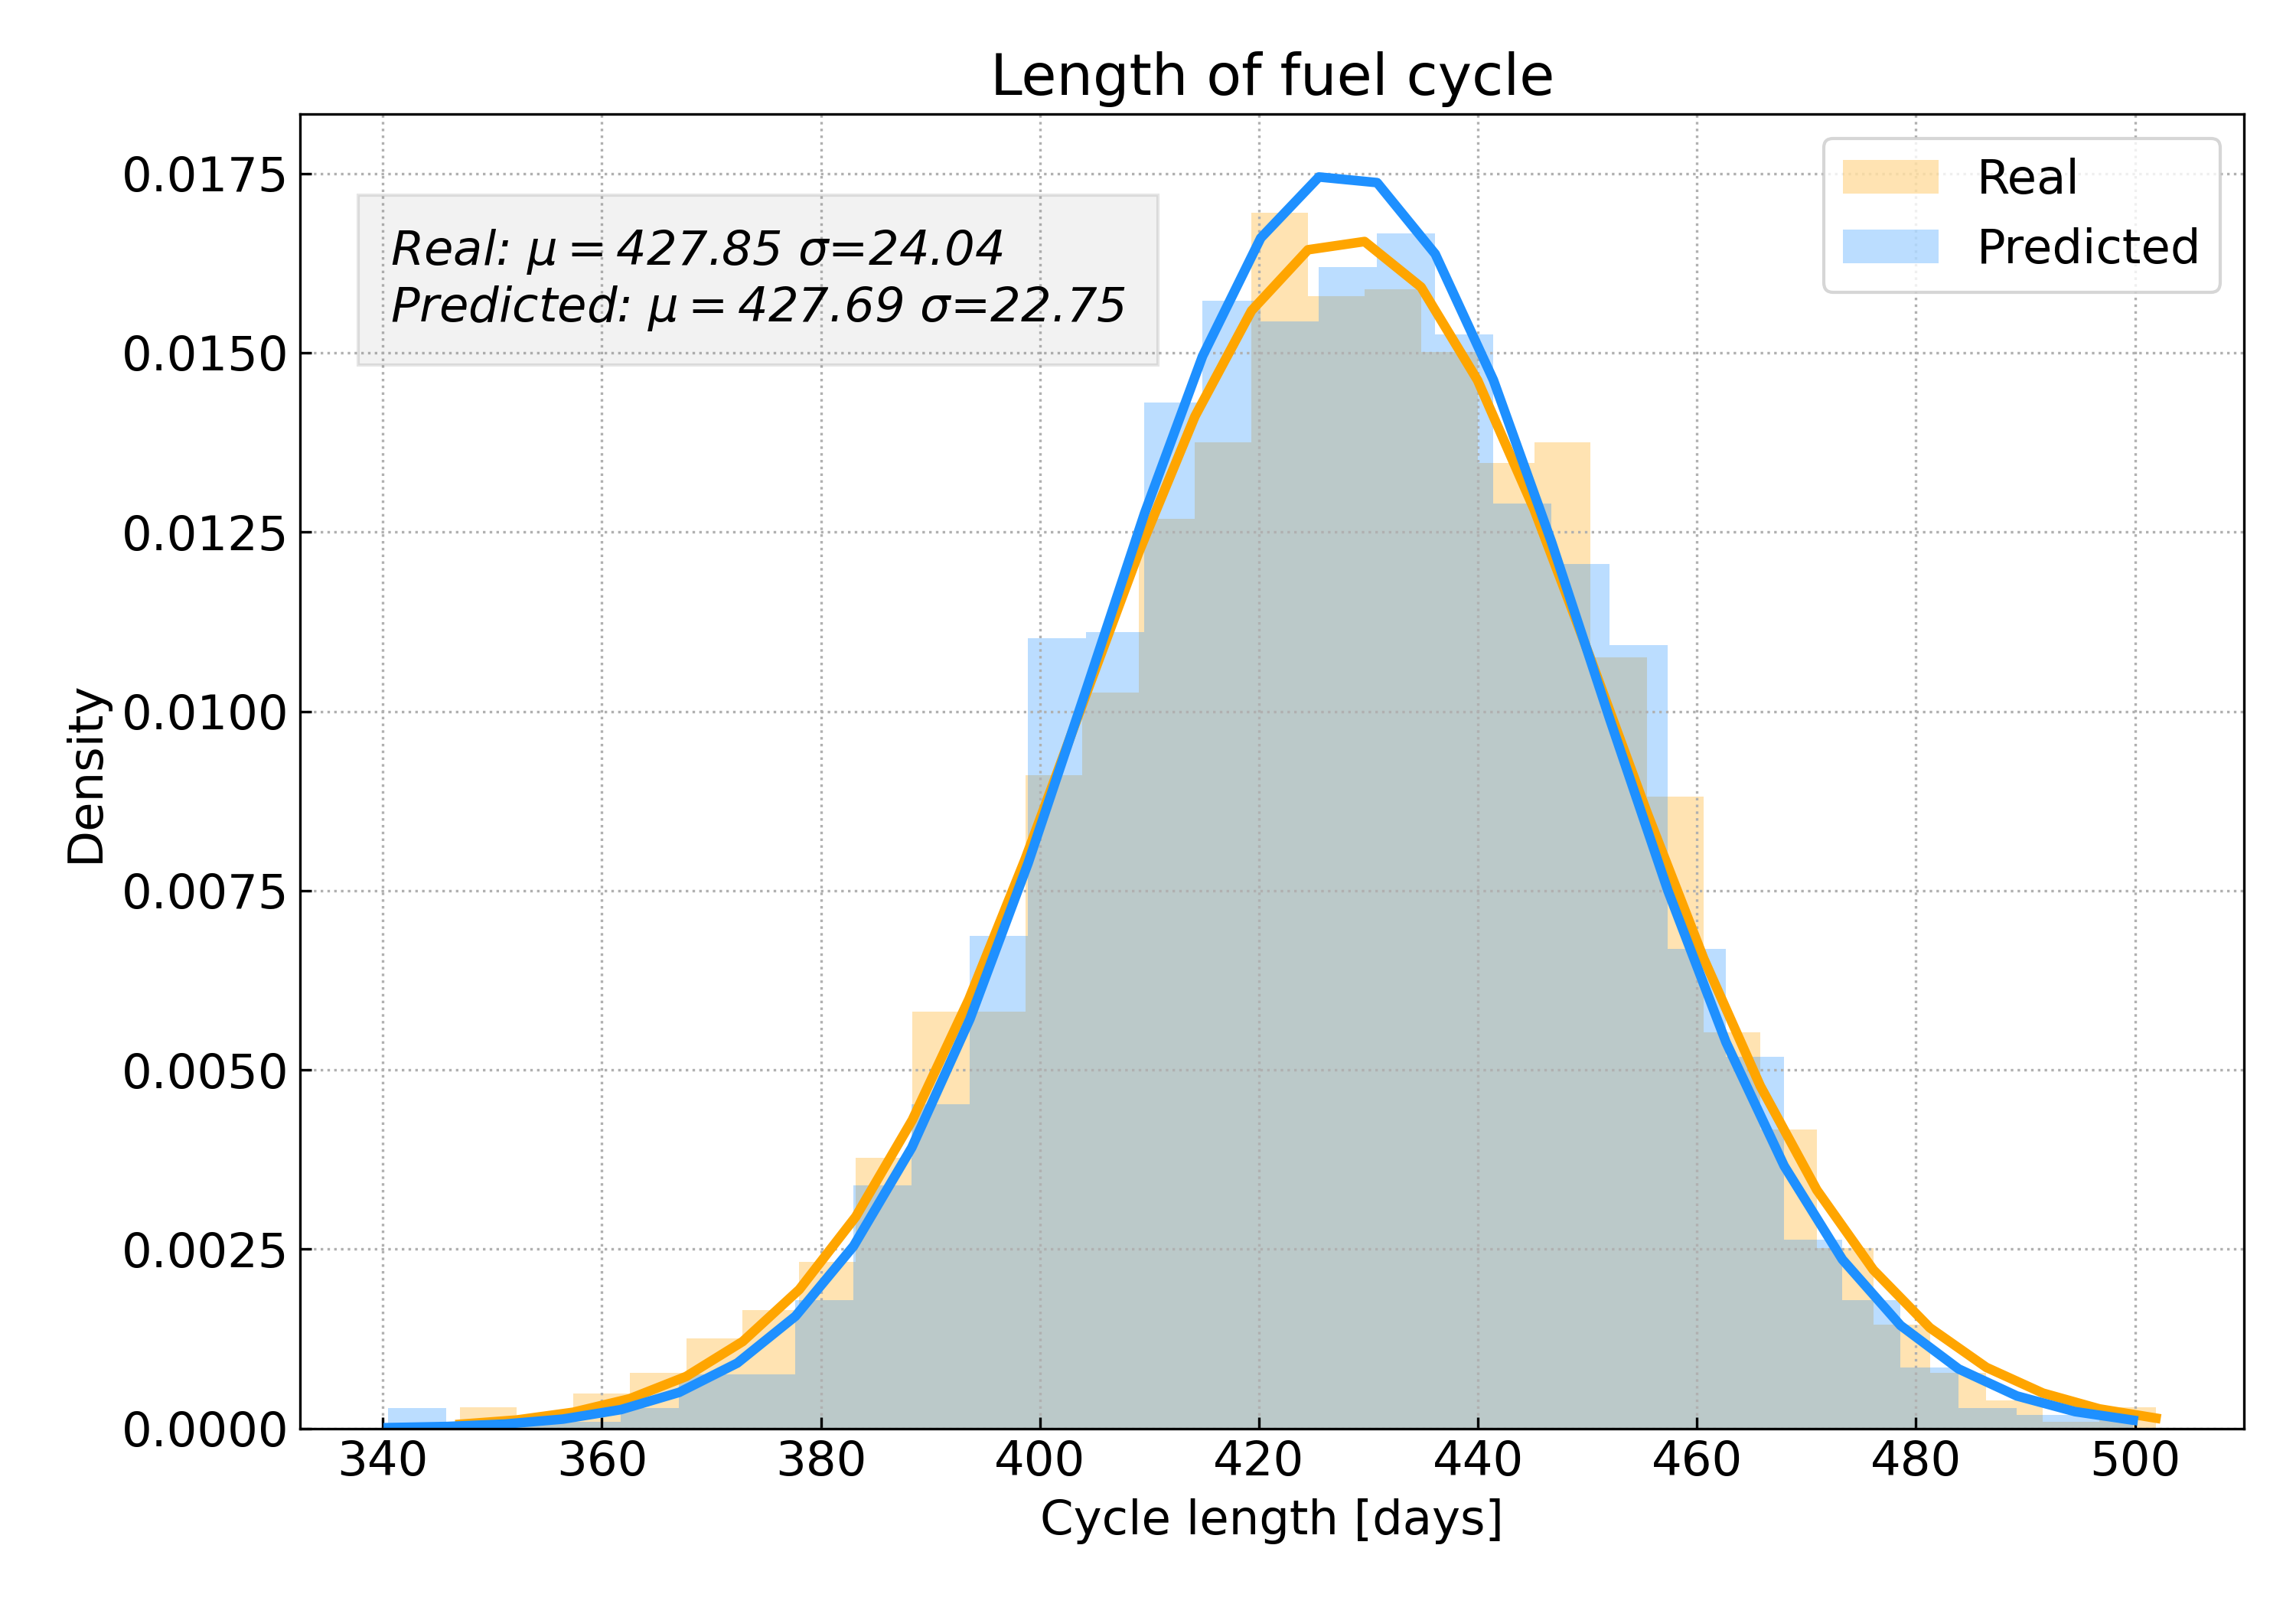 Length of fuel cycle
Real: μ = 427.85 σ=24.04
Predicted: μ = 427.69 σ=22.75
Real
Predicted
Density
0.0175
0.0150
0.0125
0.0100
0.0075
0.0050
0.0025
0.0000
340 360 380 400 420 440 460 480 500
Cycle length [days]